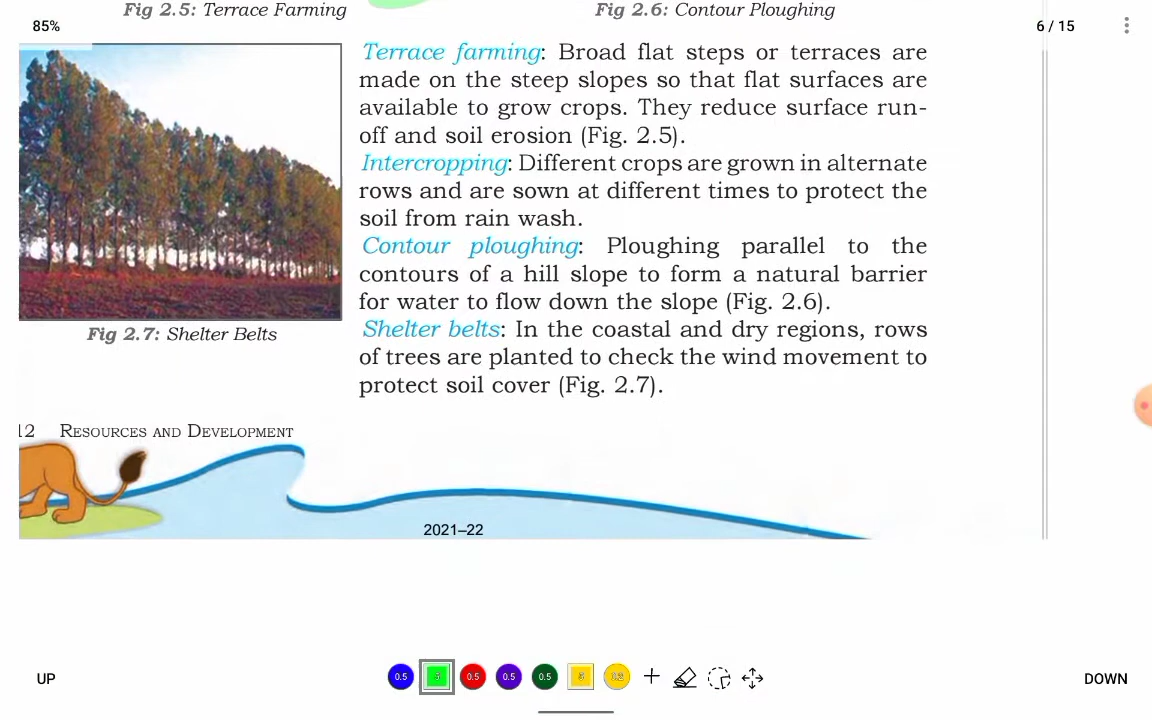 Fig 2.5: Terrace Farming
Fig 2.6: Contour Ploughing
85%
6 / 15
Terrace farming: Broad flat steps or terraces are
made on the steep slopes so that flat surfaces are
available to grow crops. They reduce surface run-
off and soil erosion (Fig. 2.5).
Intercropping: Different crops are grown in alternate
rows and are sown at different times to protect the
soil from rain wash.
Contour ploughing: Ploughing parallel to the
contours of a hill slope to form a natural barrier
for water to flow down the slope (Fig. 2.6).
Shelter belts: In the coastal and dry regions, rows
of trees are planted to check the wind movement to
protect soil cover (Fig. 2.7).
Fig 2.7: Shelter Belts
12 RESOURCES AND DEVELOPMENT
2021–22
UP
0.5
0.5
0.5
0.5
DOWN